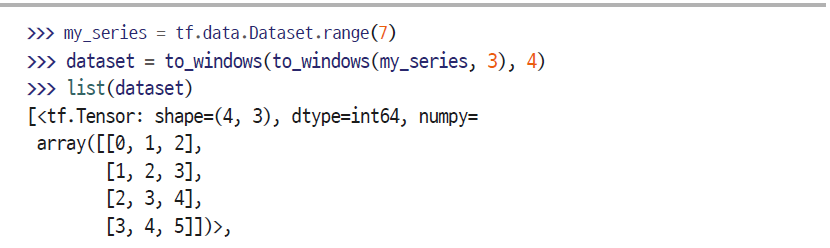 >>> my_series = tf.data.Dataset.range(7)
>>> dataset = to_windows(to_windows(my_series, 3), 4)
>>> list(dataset)
[<tf.Tensor: shape=(4, 3), dtype=int64, numpy=
array([[0, 1, 2],
[1, 2, 3],
[2, 3, 4],
[3, 4, 5]])>,